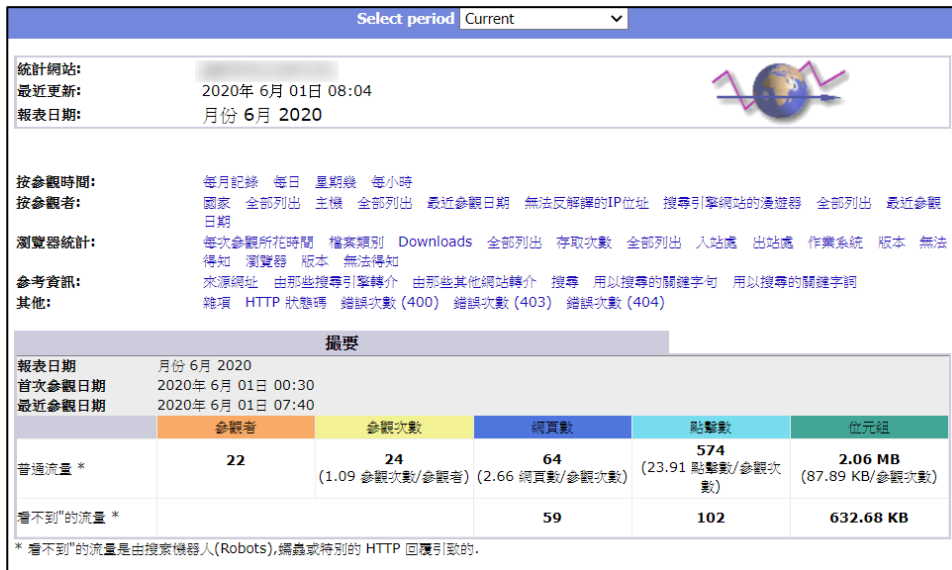 Select period Current
統計網站:
最近更新: 2020年 6月 01日 08:04
報表日期: 月份 6月 2020
按參觀時間: 每月記錄 每日 星期幾 每小時
按參觀者: 國家 全部列出 主機 全部列出 最近參觀日期 無法反解譯的IP位址 搜尋引擎網站的漫遊器 全部列出 最近參觀
日期
瀏覽器統計: 每次參觀所花時間 檔案類別 Downloads 全部列出 存取次數 全部列出 入站處 出站處 作業系統 版本 無法
得知 瀏覽器 版本 無法得知
參考資訊: 來源網址 由那些搜尋引擎轉介 由那些其他網站轉介 搜尋 用以搜尋的關鍵字句 用以搜尋的關鍵字詞
其他: 雜項 HTTP 狀態碼 錯誤次數 (400) 錯誤次數 (403) 錯誤次數 (404)
撮要
報表日期 月份 6月 2020
首次參觀日期 2020年 6月 01日 00:30
最近參觀日期 2020年 6月 01日 07:40
參觀者 參觀次數 網頁數 點擊數 位元組
普通流量 * 22 24 64 574 2.06 MB
(1.09 參觀次數/參觀者) (2.66 網頁數/參觀次數) (23.91 點擊數/參觀次
數) (87.89 KB/參觀次數)
看不到"的流量 * 59 102 632.68 KB
* 看不到"的流量是由搜索機器人(Robots),蠕蟲或特別的 HTTP 回覆引致的.